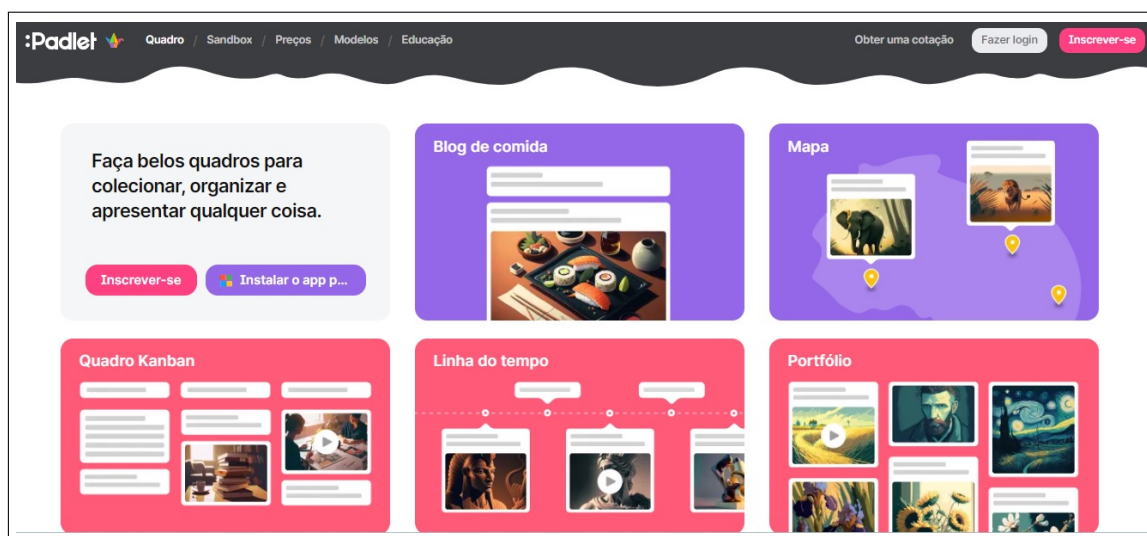 :Padlet
Quadro / Sandbox / Preços / Modelos / Educação
Obter uma cotação
Fazer login
Inscrever-se
Faça belos quadros para
colecionar, organizar e
apresentar qualquer coisa.
Inscrever-se
Instalar o app p...
Blog de comida
Mapa
Quadro Kanban
Linha do tempo
Portfólio